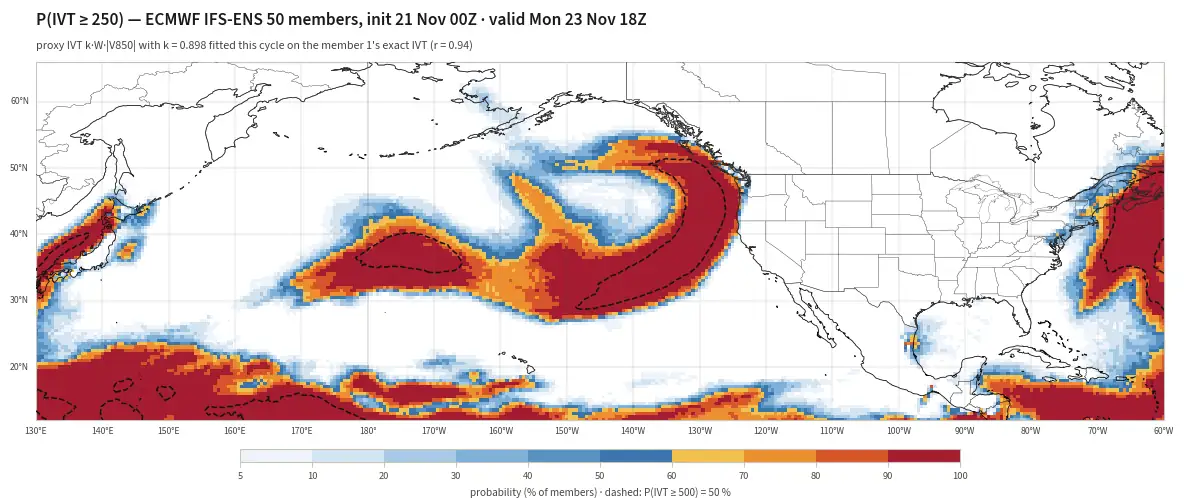 P(IVT ≥ 250) — ECMWF IFS-ENS 50 members, init 21 Nov 00Z · valid Mon 23 Nov 18Z
proxy IVT k·W·|V850| with k = 0.898 fitted this cycle on the member 1's exact IVT (r = 0.94)
60°N
50°N
40°N
30°N
20°N
130°E 140°E 150°E 160°E 170°E 180° 170°W 160°W 150°W 140°W 130°W 120°W 110°W 100°W 90°W 80°W 70°W 60°W
5 10 20 30 40 50 60 70 80 90 100
probability (% of members) · dashed: P(IVT ≥ 500) = 50 %